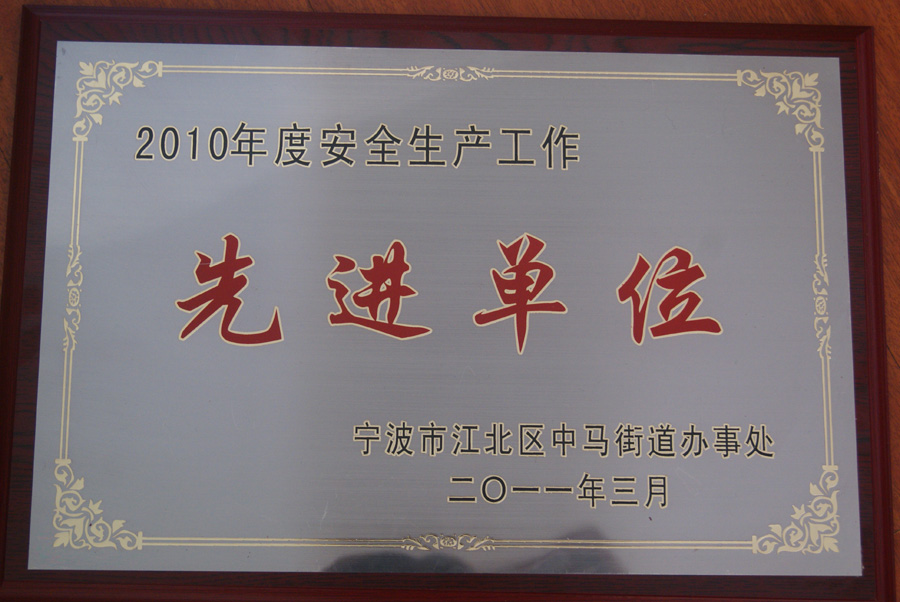 2010年度安全生产工作
先进单位
宁波市江北区中马街道办事处
二〇一一年三月